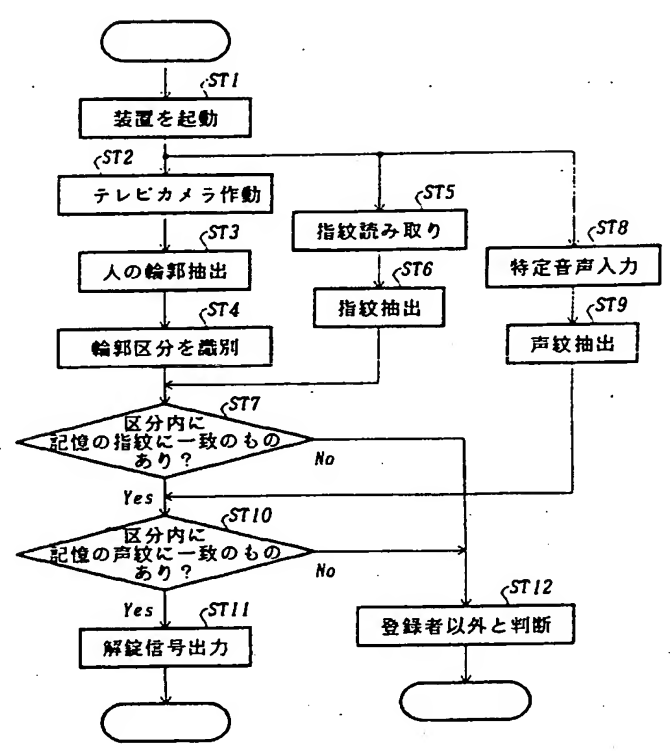 ST1
装置を起動
ST2
テレビカメラ作動
ST3
人の輪郭抽出
ST4
輪郭区分を識別
ST5
指紋読み取り
ST6
指紋抽出
ST8
特定音声入力
ST9
声紋抽出
ST7
区分内に
記憶の指紋に一致のもの
あり?
No
Yes
ST10
区分内に
記憶の声紋に一致のもの
あり?
No
Yes
ST11
解錠信号出力
ST12
登録者以外と判断